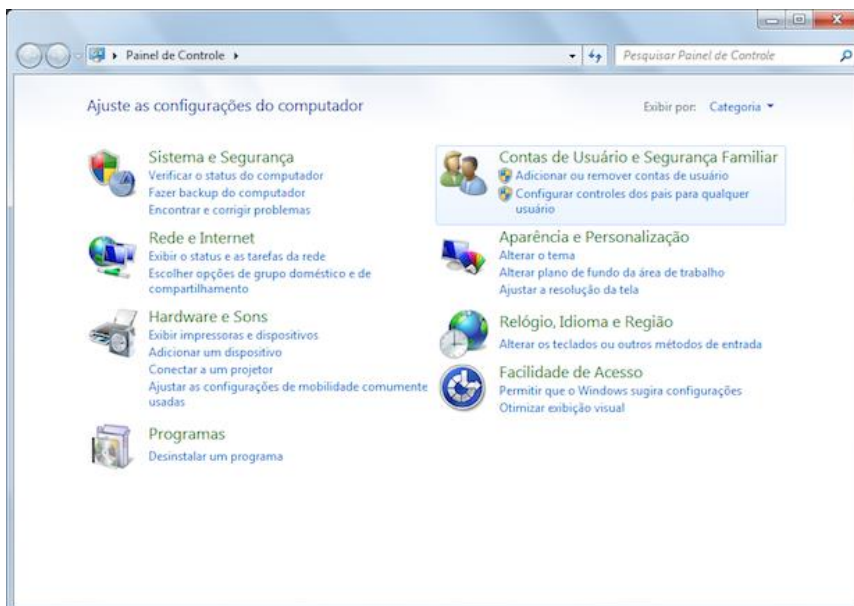 Painel de Controle
Pesquisar Painel de Controle
Ajuste as configurações do computador
Exibir por: Categoria
Sistema e Segurança
Verificar o status do computador
Fazer backup do computador
Encontrar e corrigir problemas
Rede e Internet
Exibir o status e as tarefas da rede
Escolher opções de grupo doméstico e de
compartilhamento
Hardware e Sons
Exibir impressoras e dispositivos
Adicionar um dispositivo
Conectar a um projetor
Ajustar as configurações de mobilidade comumente
usadas
Programas
Desinstalar um programa
Contas de Usuário e Segurança Familiar
Adicionar ou remover contas de usuário
Configurar controles dos pais para qualquer
usuário
Aparência e Personalização
Alterar o tema
Alterar plano de fundo da área de trabalho
Ajustar a resolução da tela
Relógio, Idioma e Região
Alterar os teclados ou outros métodos de entrada
Facilidade de Acesso
Permitir que o Windows sugira configurações
Otimizar exibição visual